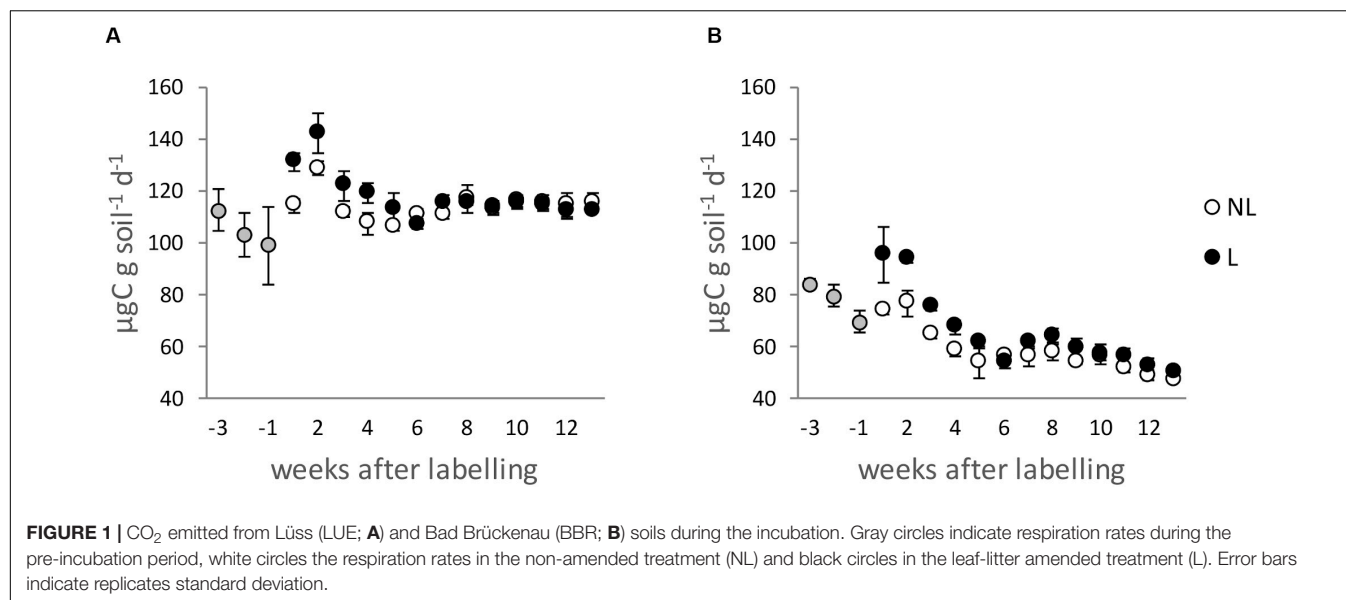 A
160
140
120
100
80
60
40
µgC g soil⁻¹ d⁻¹
-3 -1 2 4 6 8 10 12
weeks after labelling
B
160
140
120
100
80
60
40
µgC g soil⁻¹ d⁻¹
-3 -1 2 4 6 8 10 12
weeks after labelling
NL
L
FIGURE 1 | CO₂ emitted from Lüss (LUE; A) and Bad Brückenau (BBR; B) soils during the incubation. Gray circles indicate respiration rates during the
pre-incubation period, white circles the respiration rates in the non-amended treatment (NL) and black circles in the leaf-litter amended treatment (L). Error bars
indicate replicates standard deviation.